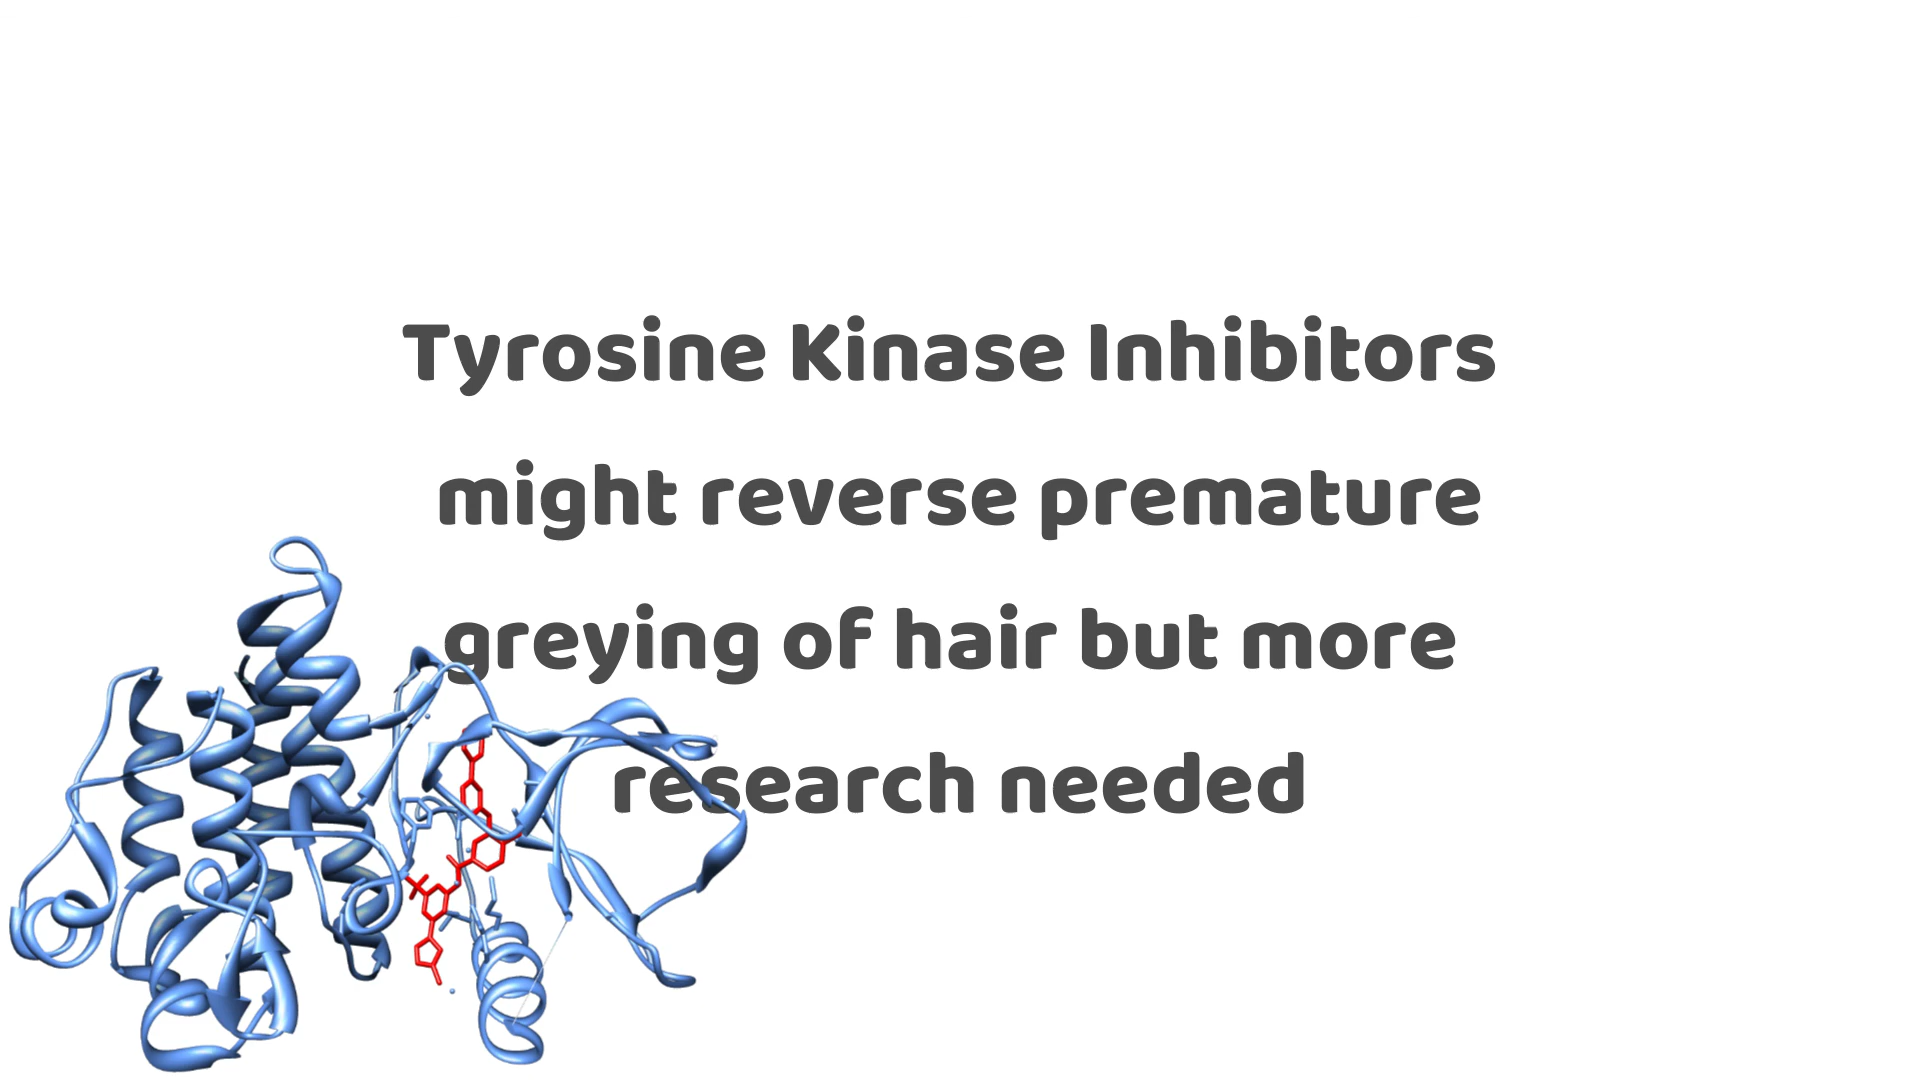 Tyrosine Kinase Inhibitors
might reverse premature
greying of hair but more
research needed